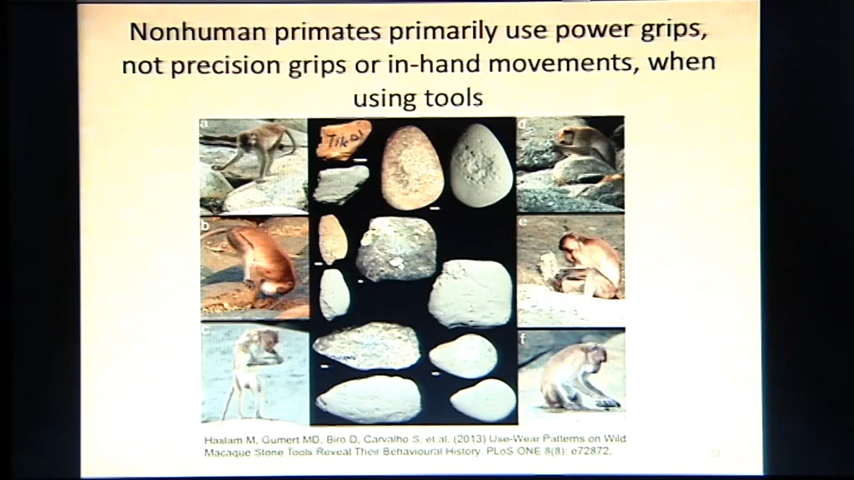 Nonhuman primates primarily use power grips,
not precision grips or in-hand movements, when
using tools
a
d
b
e
c
f
Haslam M, Gumert MD, Biro D, Carvalho S, et al. (2013) Use-Wear Patterns on Wild
Macaque Stone Tools Reveal Their Behavioural History. PLoS ONE 8(8): e72872.